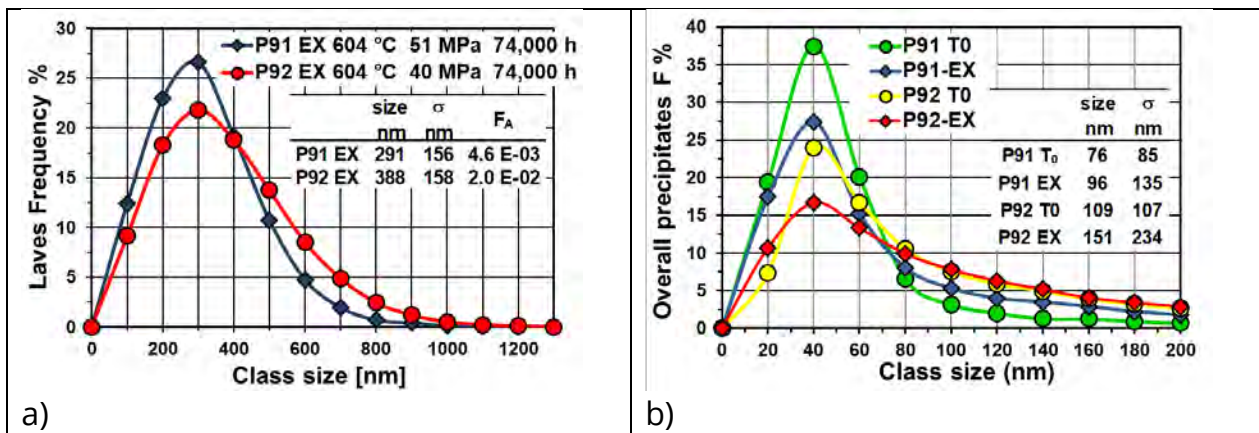 30
25
20
15
10
5
0
Laves Frequency %
P91 EX 604 °C 51 MPa 74,000 h
P92 EX 604 °C 40 MPa 74,000 h
size σ F_A
nm nm
P91 EX 291 156 4.6 E-03
P92 EX 388 158 2.0 E-02
0 200 400 600 800 1000 1200
Class size [nm]
a)
40
35
30
25
20
15
10
5
0
Overall precipitates F %
P91 T0
P91-EX
P92 T0
P92-EX
size σ
nm nm
P91 T₀ 76 85
P91 EX 96 135
P92 T0 109 107
P92 EX 151 234
0 20 40 60 80 100 120 140 160 180 200
Class size (nm)
b)